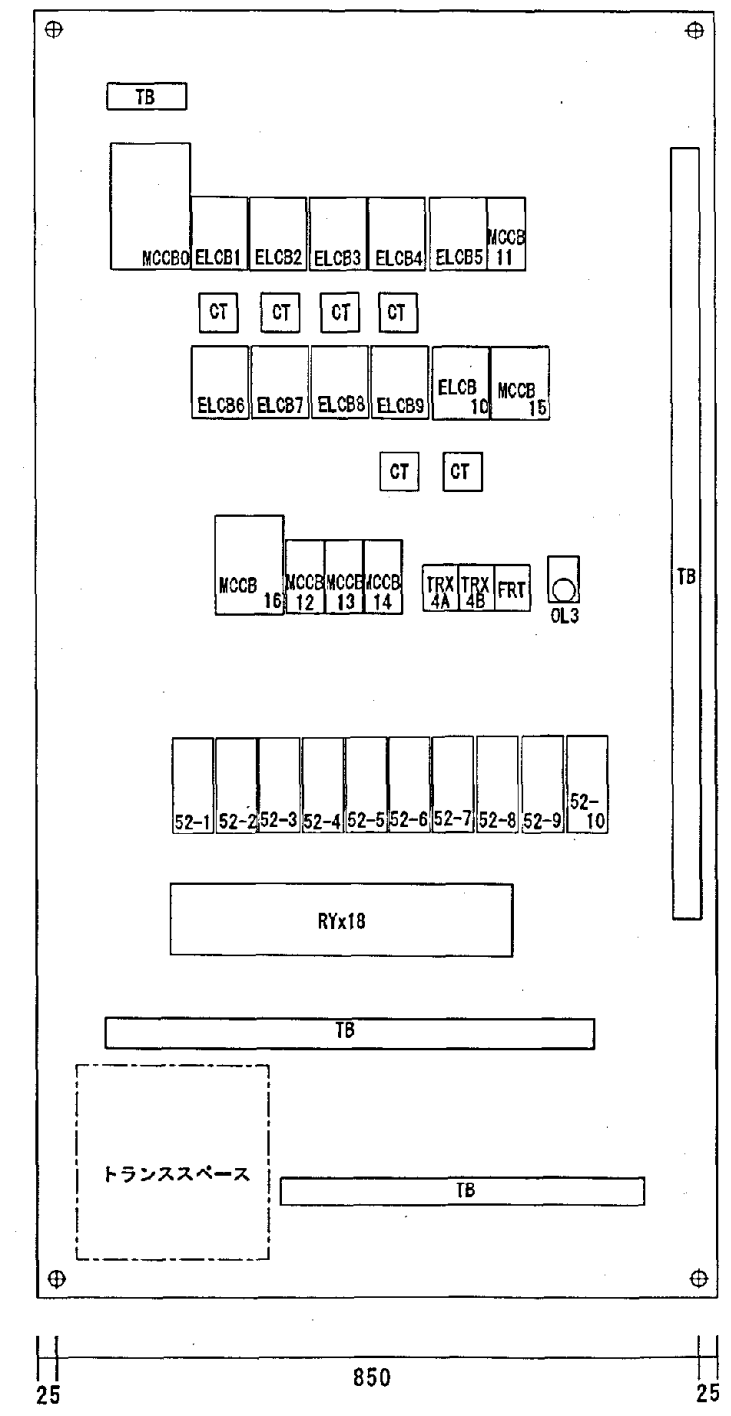 TB
MCCB0 ELCB1 ELCB2 ELCB3 ELCB4 ELCB5 MCCB 11
CT CT CT CT
ELCB6 ELCB7 ELCB8 ELCB9 ELCB 10 MCCB 15
CT CT
MCCB 16 MCCB 12 MCCB 13 MCCB 14 TRX 4A TRX 4B FRT
OL3
TB
52-1 52-2 52-3 52-4 52-5 52-6 52-7 52-8 52-9 52-10
RYx18
TB
トランススペース
TB
25 850 25